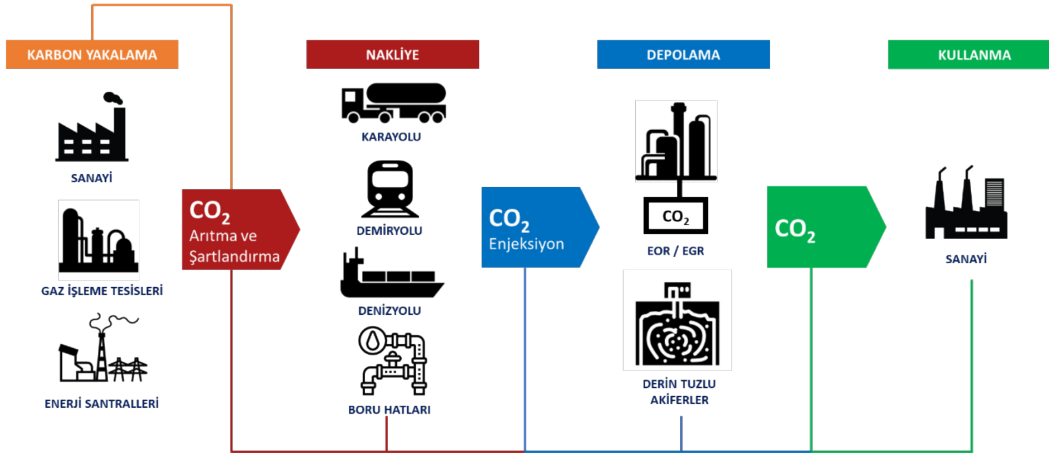 KARBON YAKALAMA
SANAYİ
GAZ İŞLEME TESİSLERİ
ENERJİ SANTRALLERİ
CO₂
Arıtma ve
Şartlandırma
NAKLİYE
KARAYOLU
DEMİRYOLU
DENİZYOLU
BORU HATLARI
CO₂
Enjeksiyon
DEPOLAMA
CO₂
EOR / EGR
DERİN TUZLU
AKİFERLER
CO₂
KULLANMA
SANAYİ